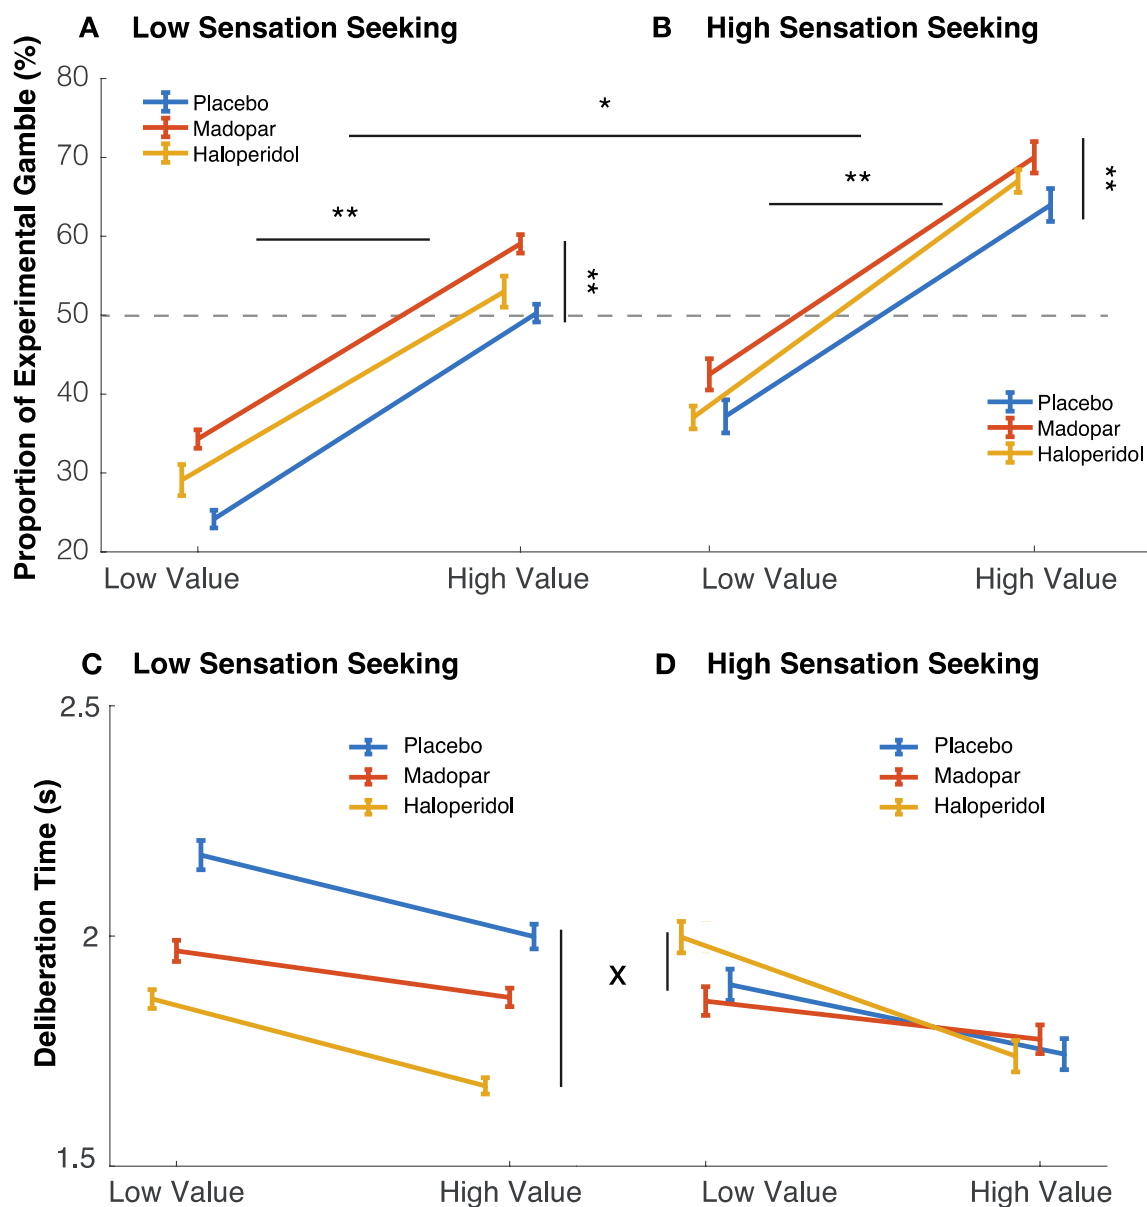 A Low Sensation Seeking
B High Sensation Seeking
Proportion of Experimental Gamble (%)
80
70
60
50
40
30
20
Placebo
Madopar
Haloperidol
*
**
**
**
**
Placebo
Madopar
Haloperidol
Low Value
High Value
Low Value
High Value
C Low Sensation Seeking
D High Sensation Seeking
Deliberation Time (s)
2.5
2
1.5
Placebo
Madopar
Haloperidol
X
Placebo
Madopar
Haloperidol
Low Value
High Value
Low Value
High Value